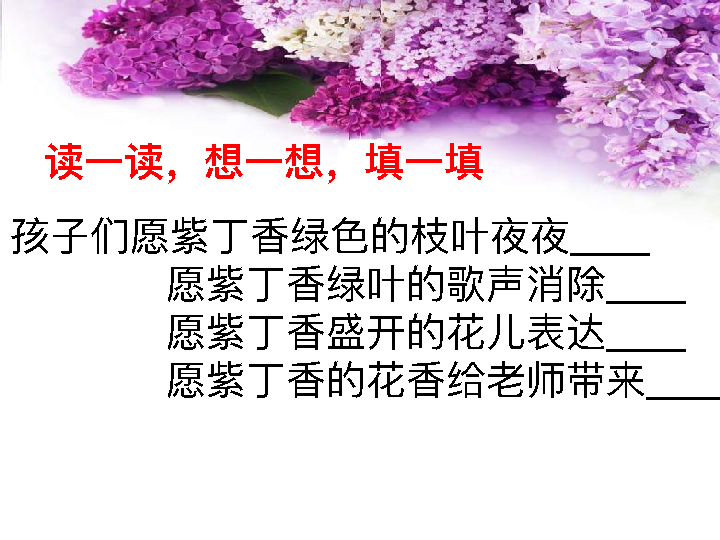 读一读，想一想，填一填
孩子们愿紫丁香绿色的枝叶夜夜____
愿紫丁香绿叶的歌声消除____
愿紫丁香盛开的花儿表达____
愿紫丁香的花香给老师带来____